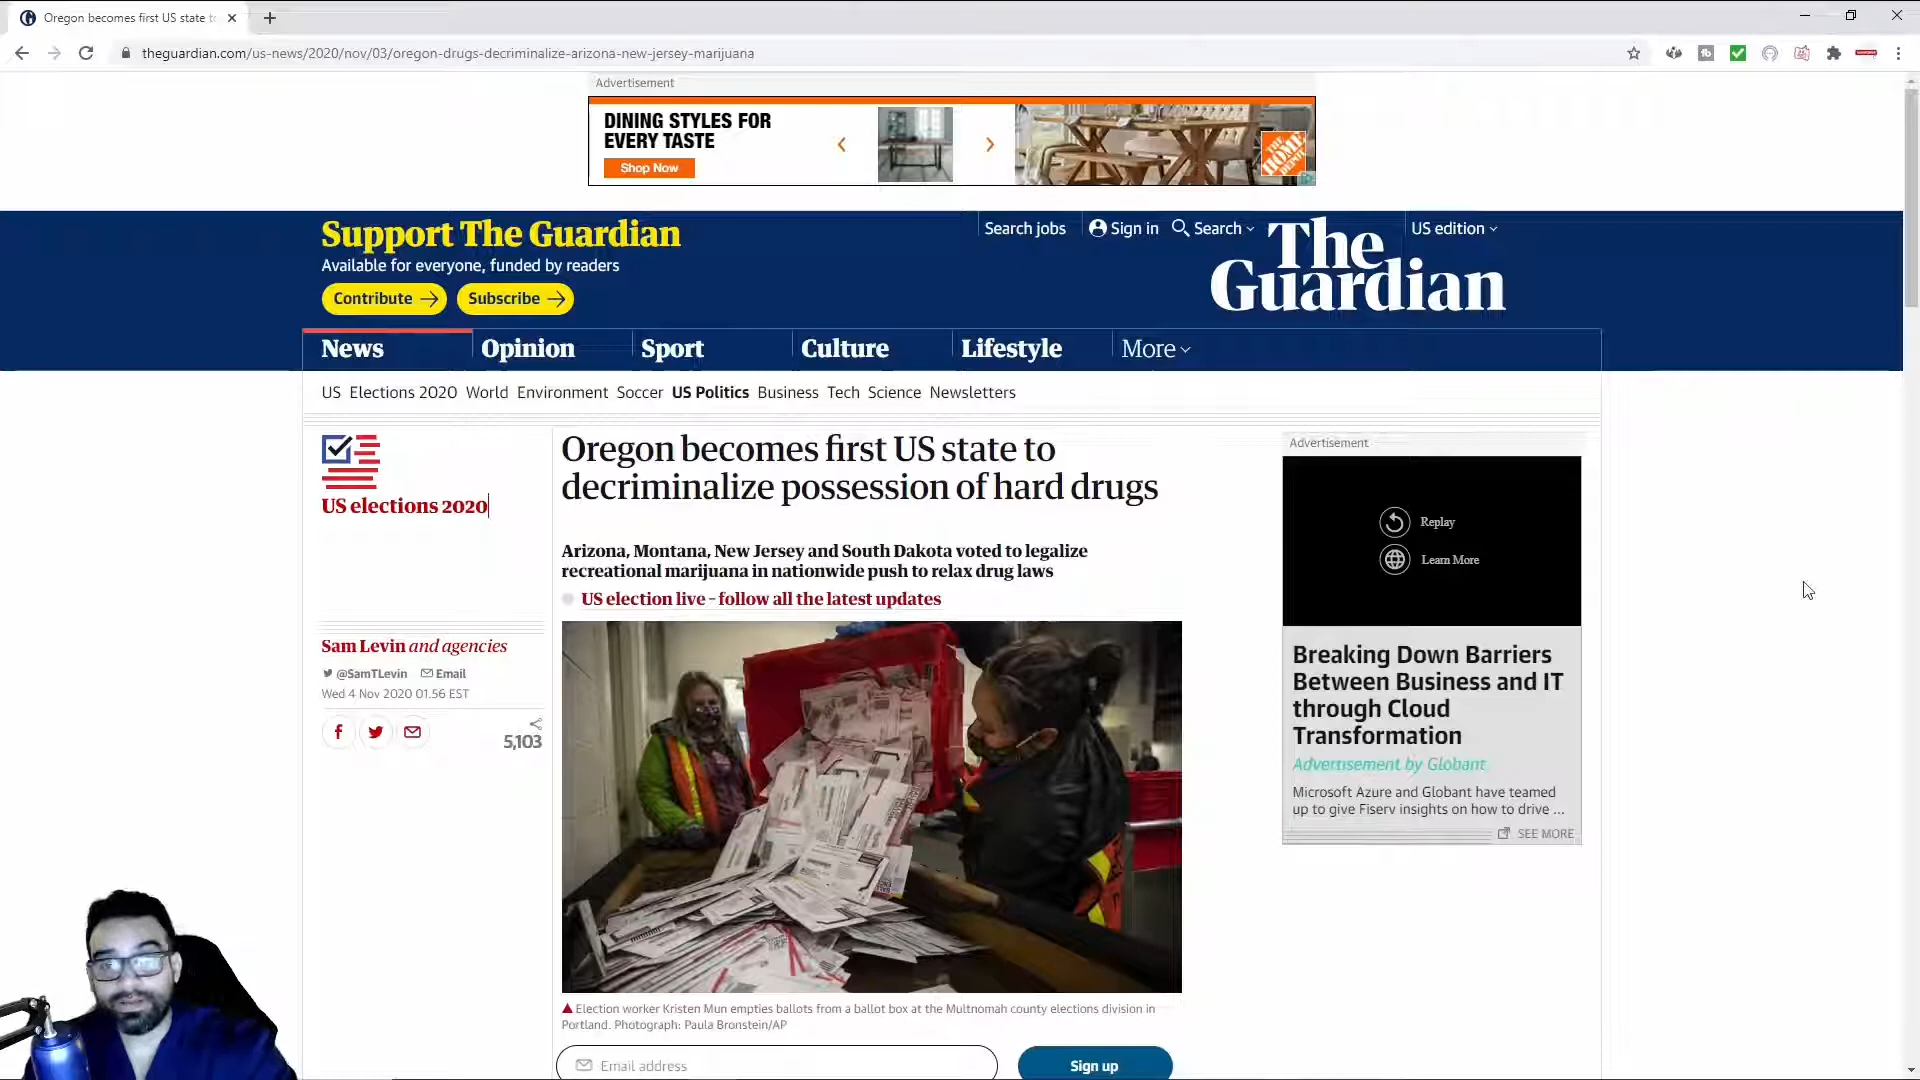 Oregon becomes first US state to
theguardian.com/us-news/2020/nov/03/oregon-drugs-decriminalize-arizona-new-jersey-marijuana
Advertisement
DINING STYLES FOR
EVERY TASTE
Shop Now
THE HOME DEPOT
Support The Guardian
Available for everyone, funded by readers
Contribute
Subscribe
Search jobs
Sign in
Search
US edition
The
Guardian
News
Opinion
Sport
Culture
Lifestyle
More
US Elections 2020 World Environment Soccer US Politics Business Tech Science Newsletters
US elections 2020
Oregon becomes first US state to
decriminalize possession of hard drugs
Arizona, Montana, New Jersey and South Dakota voted to legalize
recreational marijuana in nationwide push to relax drug laws
US election live – follow all the latest updates
Sam Levin and agencies
@SamTLevin Email
Wed 4 Nov 2020 01.56 EST
5,103
Election worker Kristen Mun empties ballots from a ballot box at the Multnomah county elections division in
Portland. Photograph: Paula Bronstein/AP
Email address
Sign up
Advertisement
Replay
Learn More
Breaking Down Barriers
Between Business and IT
through Cloud
Transformation
Advertisement by Globant
Microsoft Azure and Globant have teamed
up to give Fiserv insights on how to drive ...
SEE MORE